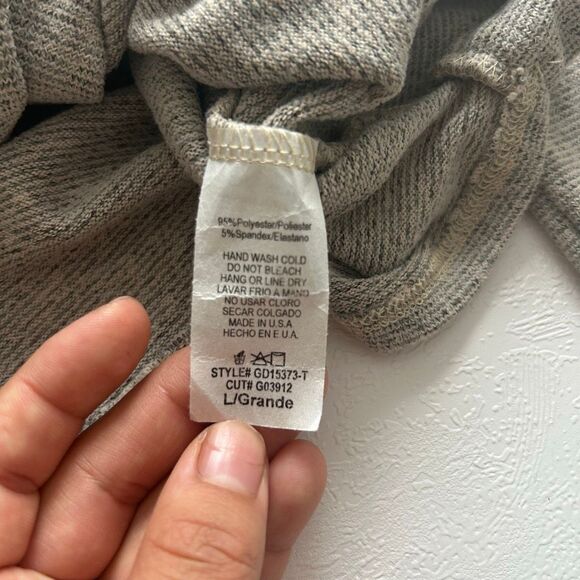 95%Polyester/Poliester
5%Spandex/Elastano
HAND WASH COLD
DO NOT BLEACH
HANG OR LINE DRY
LAVAR FRIO A MANO
NO USAR CLORO
SECAR COLGADO
MADE IN U.S.A
HECHO EN E.U.A.
STYLE# GD15373-T
CUT# G03912
L/Grande